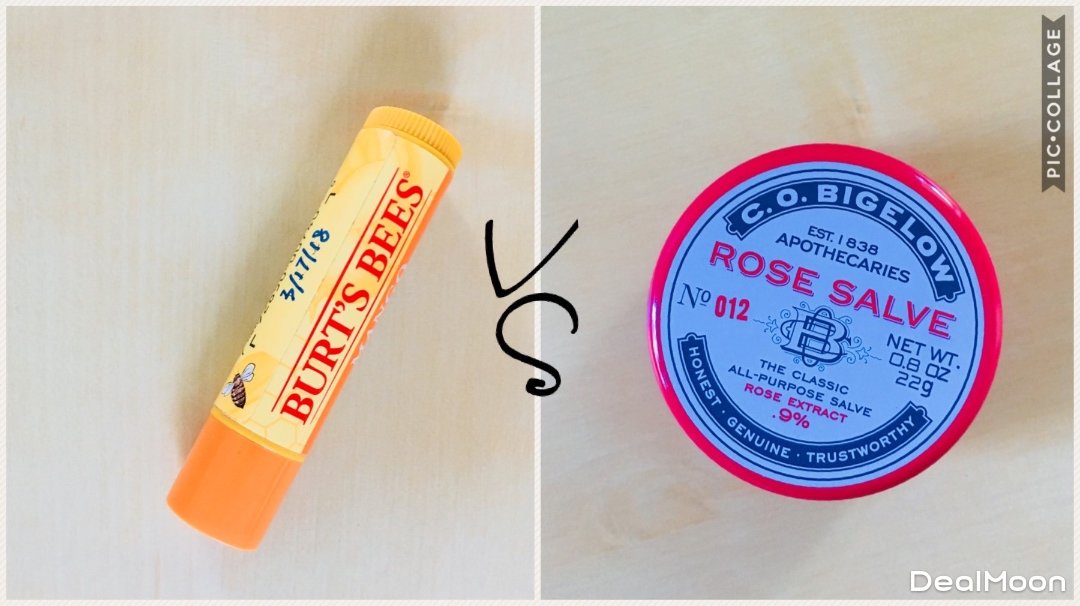 BURT'S BEES®
3/17/18
VS
C.O. BIGELOW
EST. 1838
APOTHECARIES
ROSE SALVE
Nº 012
NET WT.
0.8 OZ
22g
THE CLASSIC
ALL-PURPOSE SALVE
ROSE EXTRACT
.9%
HONEST · GENUINE · TRUSTWORTHY
PIC•COLLAGE
DealMoon